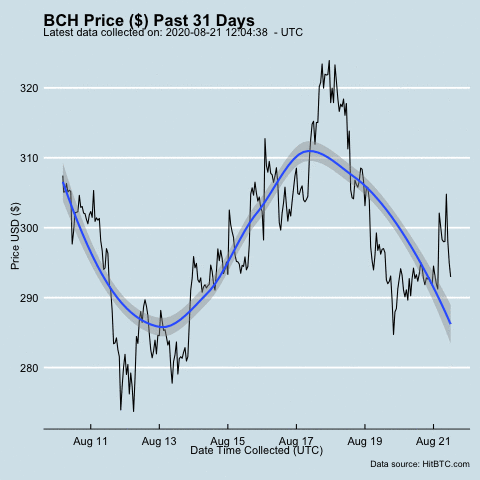 BCH Price ($) Past 31 Days
Latest data collected on: 2020-08-21 12:04:38 - UTC
Price USD ($)
320
310
300
290
280
Aug 11 Aug 13 Aug 15 Aug 17 Aug 19 Aug 21
Date Time Collected (UTC)
Data source: HitBTC.com